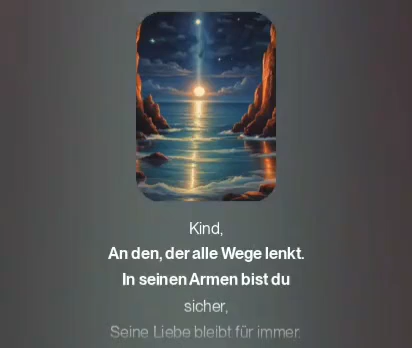 Kind,
An den, der alle Wege lenkt.
In seinen Armen bist du
sicher,
Seine Liebe bleibt für immer.